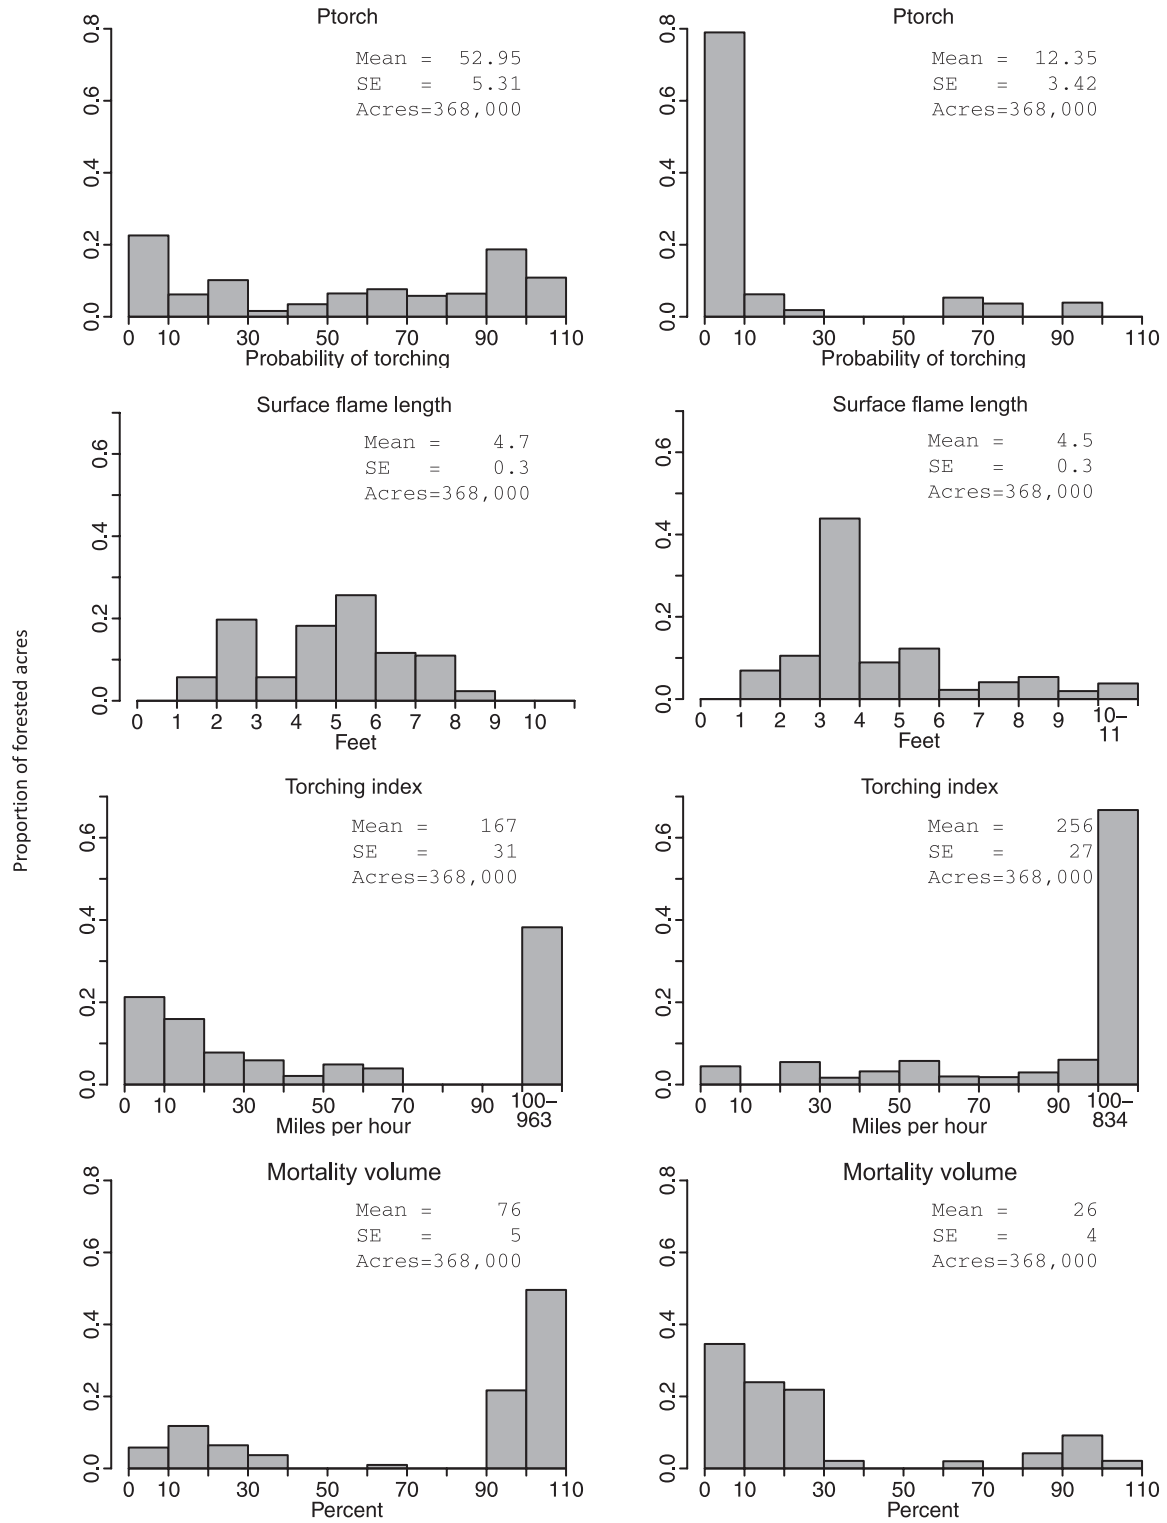 Proportion of forested acres
Ptorch
Mean = 52.95
SE = 5.31
Acres=368,000
0.0 0.2 0.4 0.6 0.8
0 10 30 50 70 90 110
Probability of torching
Ptorch
Mean = 12.35
SE = 3.42
Acres=368,000
0.0 0.2 0.4 0.6 0.8
0 10 30 50 70 90 110
Probability of torching
Surface flame length
Mean = 4.7
SE = 0.3
Acres=368,000
0.0 0.2 0.4 0.6
0 1 2 3 4 5 6 7 8 9 10
Feet
Surface flame length
Mean = 4.5
SE = 0.3
Acres=368,000
0.0 0.2 0.4 0.6
0 1 2 3 4 5 6 7 8 9 10–
11
Feet
Torching index
Mean = 167
SE = 31
Acres=368,000
0.0 0.2 0.4 0.6
0 10 30 50 70 90 100–
963
Miles per hour
Torching index
Mean = 256
SE = 27
Acres=368,000
0.0 0.2 0.4 0.6
0 10 30 50 70 90 100–
834
Miles per hour
Mortality volume
Mean = 76
SE = 5
Acres=368,000
0.0 0.2 0.4 0.6 0.8
0 10 30 50 70 90 110
Percent
Mortality volume
Mean = 26
SE = 4
Acres=368,000
0.0 0.2 0.4 0.6 0.8
0 10 30 50 70 90 110
Percent